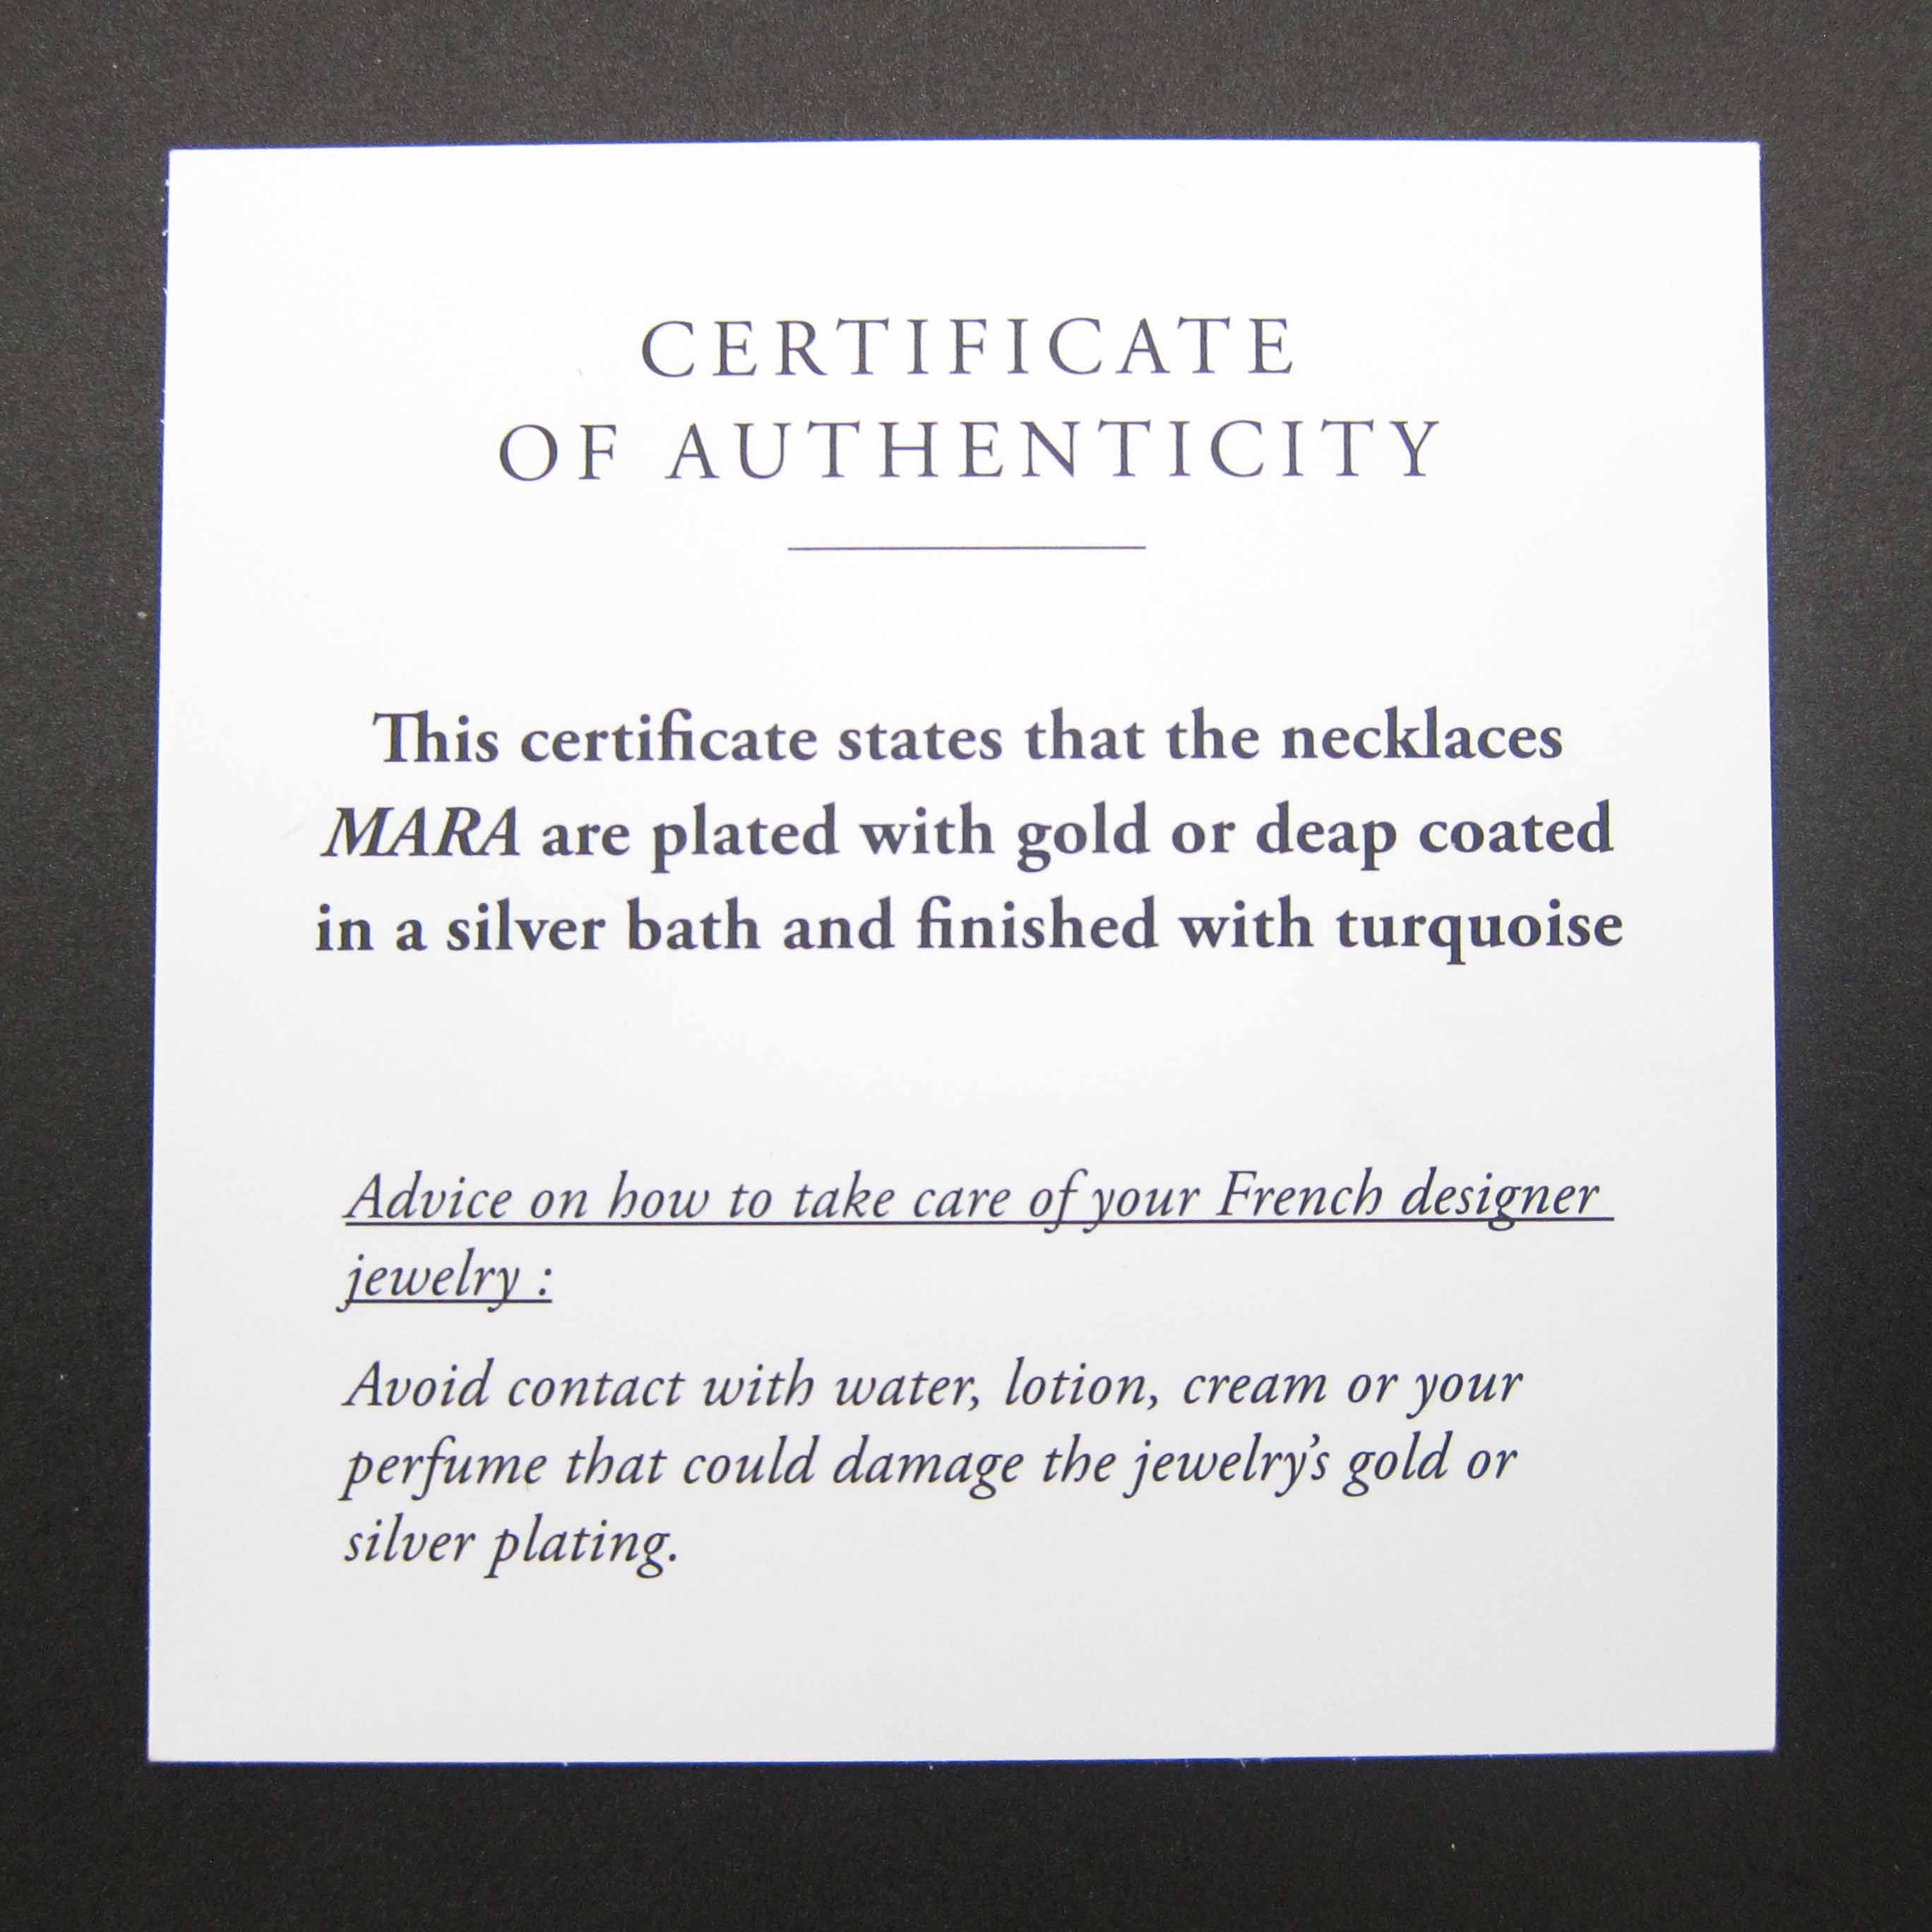 CERTIFICATE
OF AUTHENTICITY
This certificate states that the necklaces
MARA are plated with gold or deap coated
in a silver bath and finished with turquoise
Advice on how to take care of your French designer
jewelry :
Avoid contact with water, lotion, cream or your
perfume that could damage the jewelry’s gold or
silver plating.